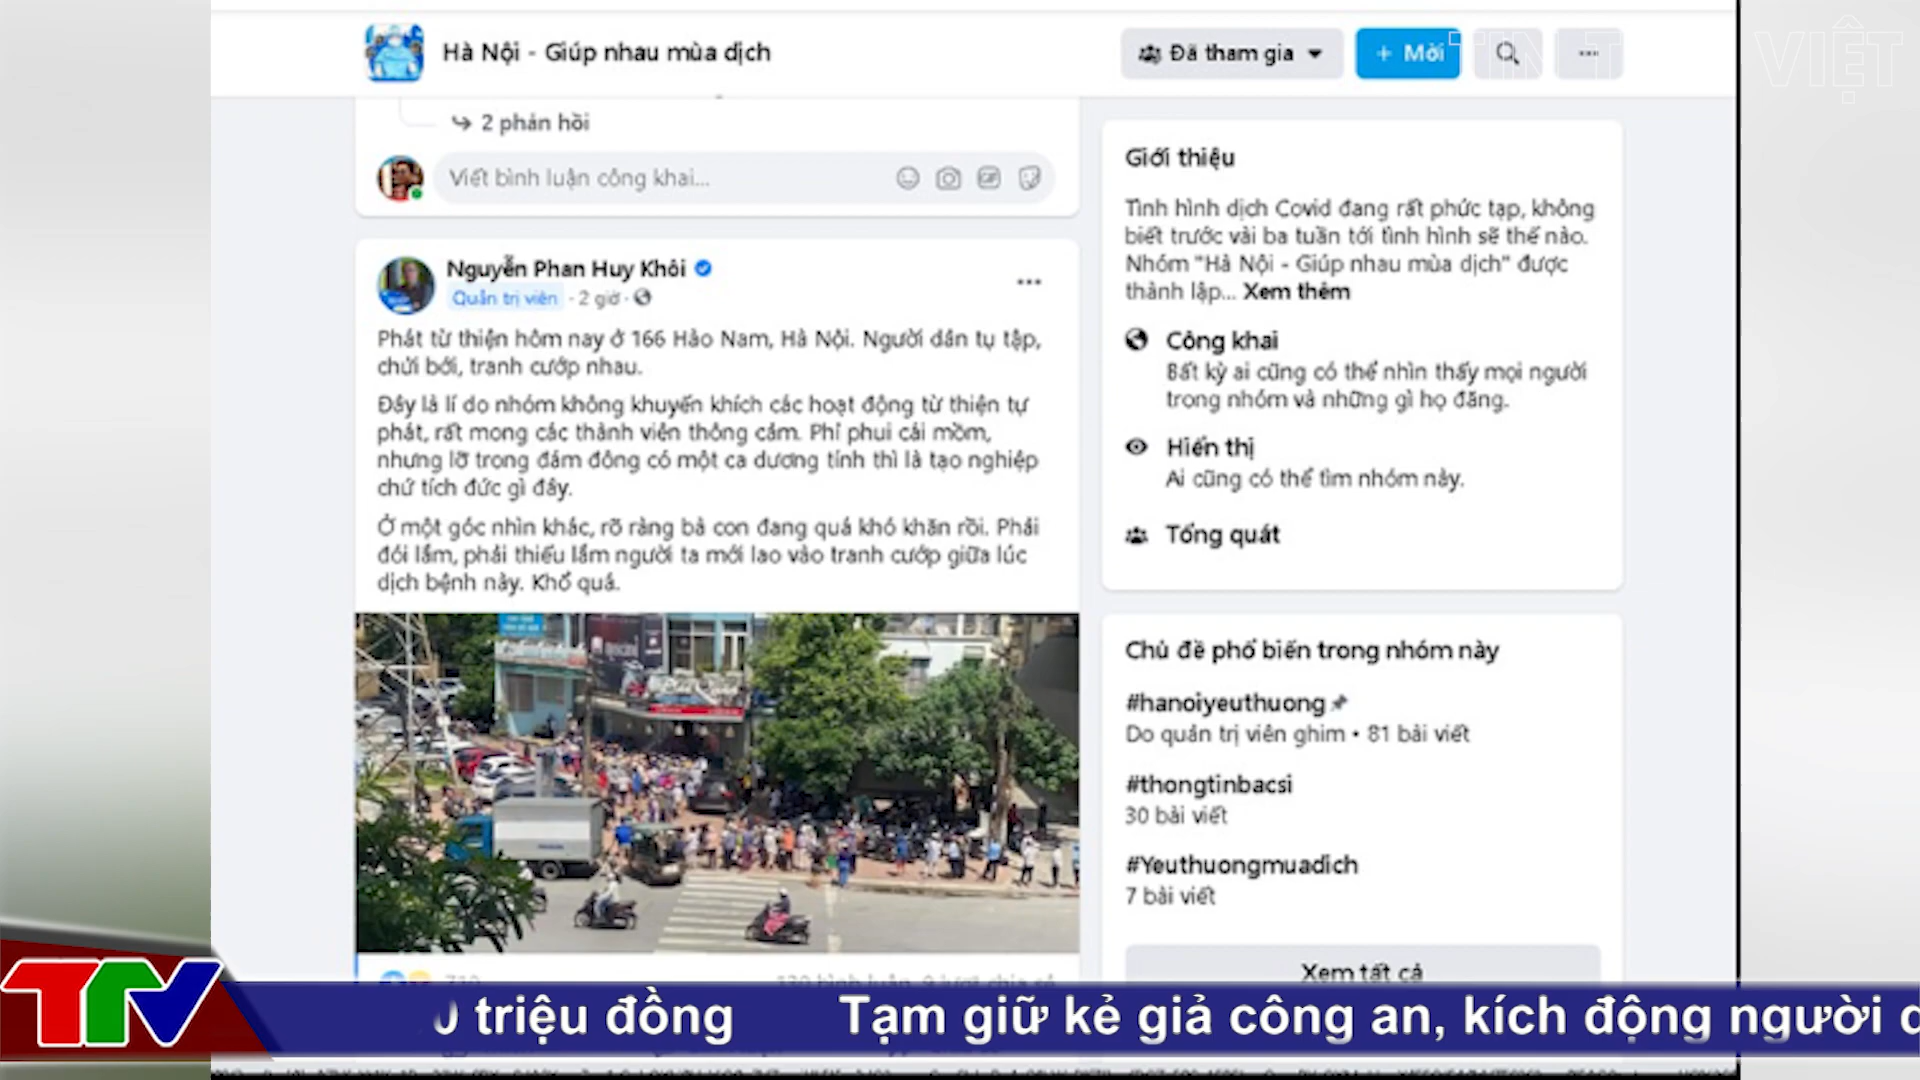 Hà Nội - Giúp nhau mùa dịch
Đã tham gia
+ Mời
TIN T
VIỆT
2 phản hồi
Viết bình luận công khai...
GIF
Nguyễn Phan Huy Khôi
Quản trị viên · 2 giờ ·
Phát từ thiện hôm nay ở 166 Hào Nam, Hà Nội. Người dân tụ tập,
chửi bới, tranh cướp nhau.
Đây là lí do nhóm không khuyến khích các hoạt động từ thiện tự
phát, rất mong các thành viên thông cảm. Phỉ phui cái mồm,
nhưng lỡ trong đám đông có một ca dương tính thì là tạo nghiệp
chứ tích đức gì đây.
Ở một góc nhìn khác, rõ ràng bà con đang quá khó khăn rồi. Phải
đói lắm, phải thiếu lắm người ta mới lao vào tranh cướp giữa lúc
dịch bệnh này. Khổ quá.
Giới thiệu
Tình hình dịch Covid đang rất phức tạp, không
biết trước vài ba tuần tới tình hình sẽ thế nào.
Nhóm "Hà Nội - Giúp nhau mùa dịch" được
thành lập... Xem thêm
Công khai
Bất kỳ ai cũng có thể nhìn thấy mọi người
trong nhóm và những gì họ đăng.
Hiển thị
Ai cũng có thể tìm nhóm này.
Tổng quát
Chủ đề phổ biến trong nhóm này
#hanoiyeuthuong
Do quản trị viên ghim • 81 bài viết
#thongtinbacsi
30 bài viết
#Yeuthuongmuadich
7 bài viết
Xem tất cả
TTV
0 triệu đồng Tạm giữ kẻ giả công an, kích động người